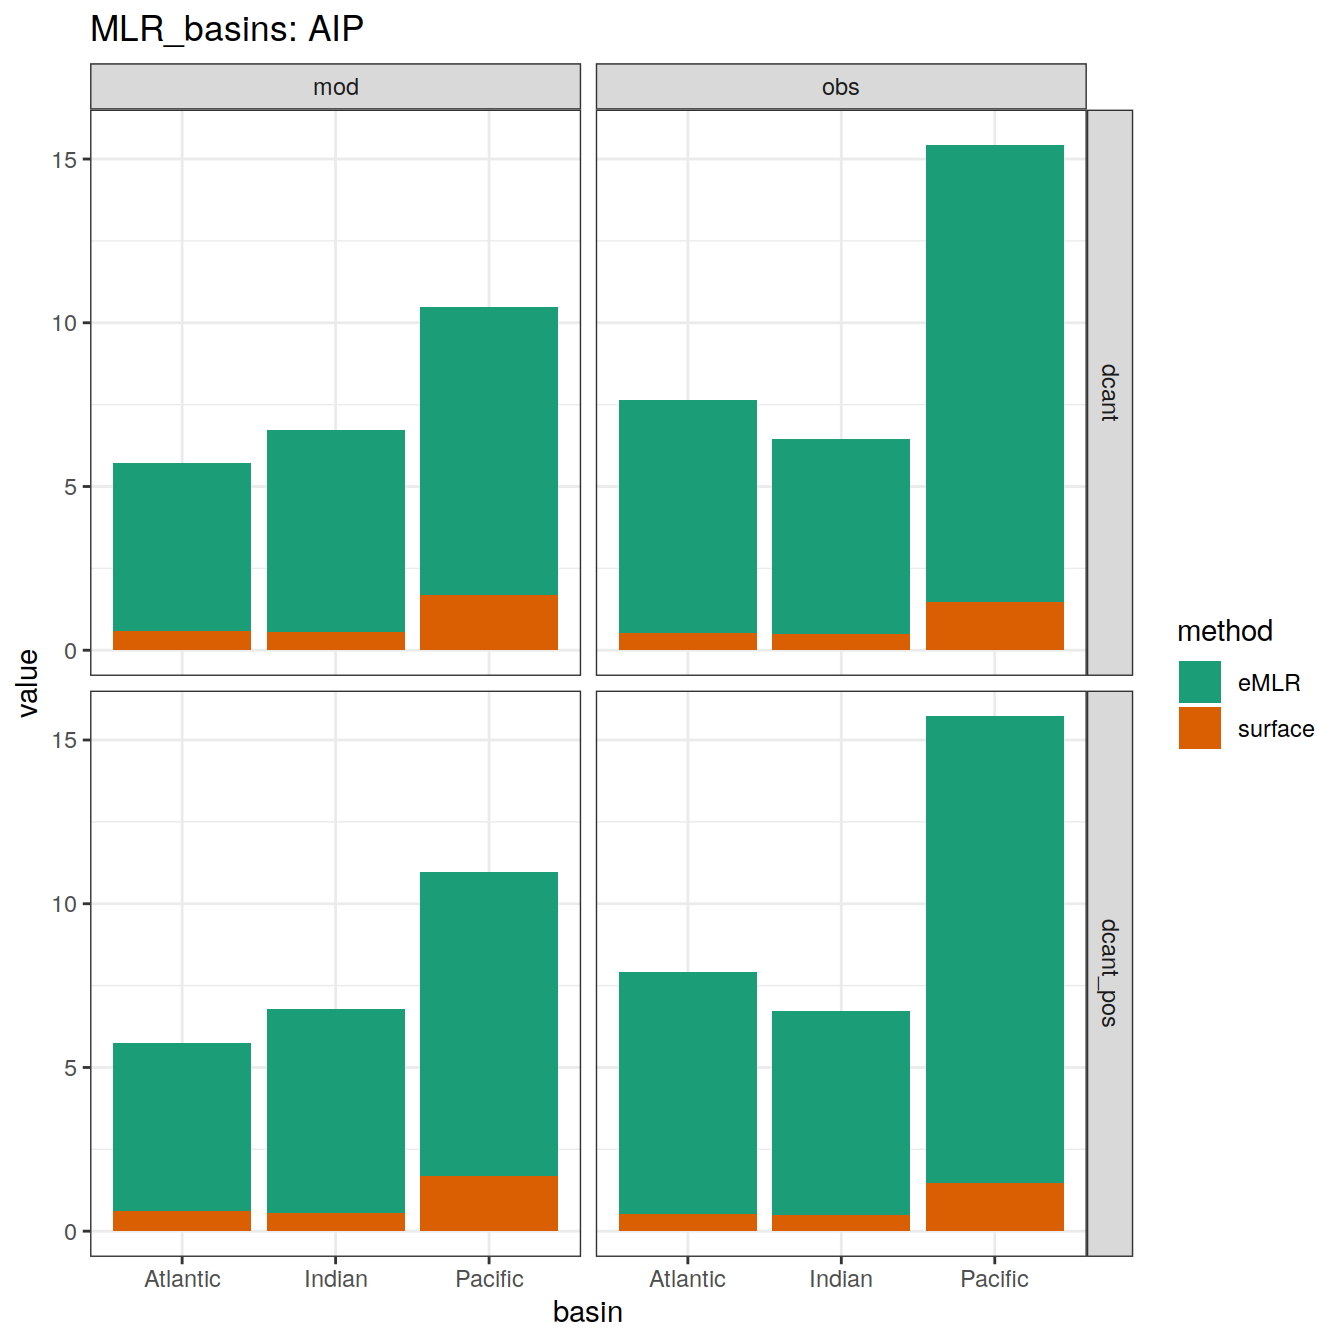 MLR_basins: AIP
mod
obs
15
10
5
0
dcant
15
10
5
0
dcant_pos
value
Atlantic
Indian
Pacific
Atlantic
Indian
Pacific
basin
method
eMLR
surface